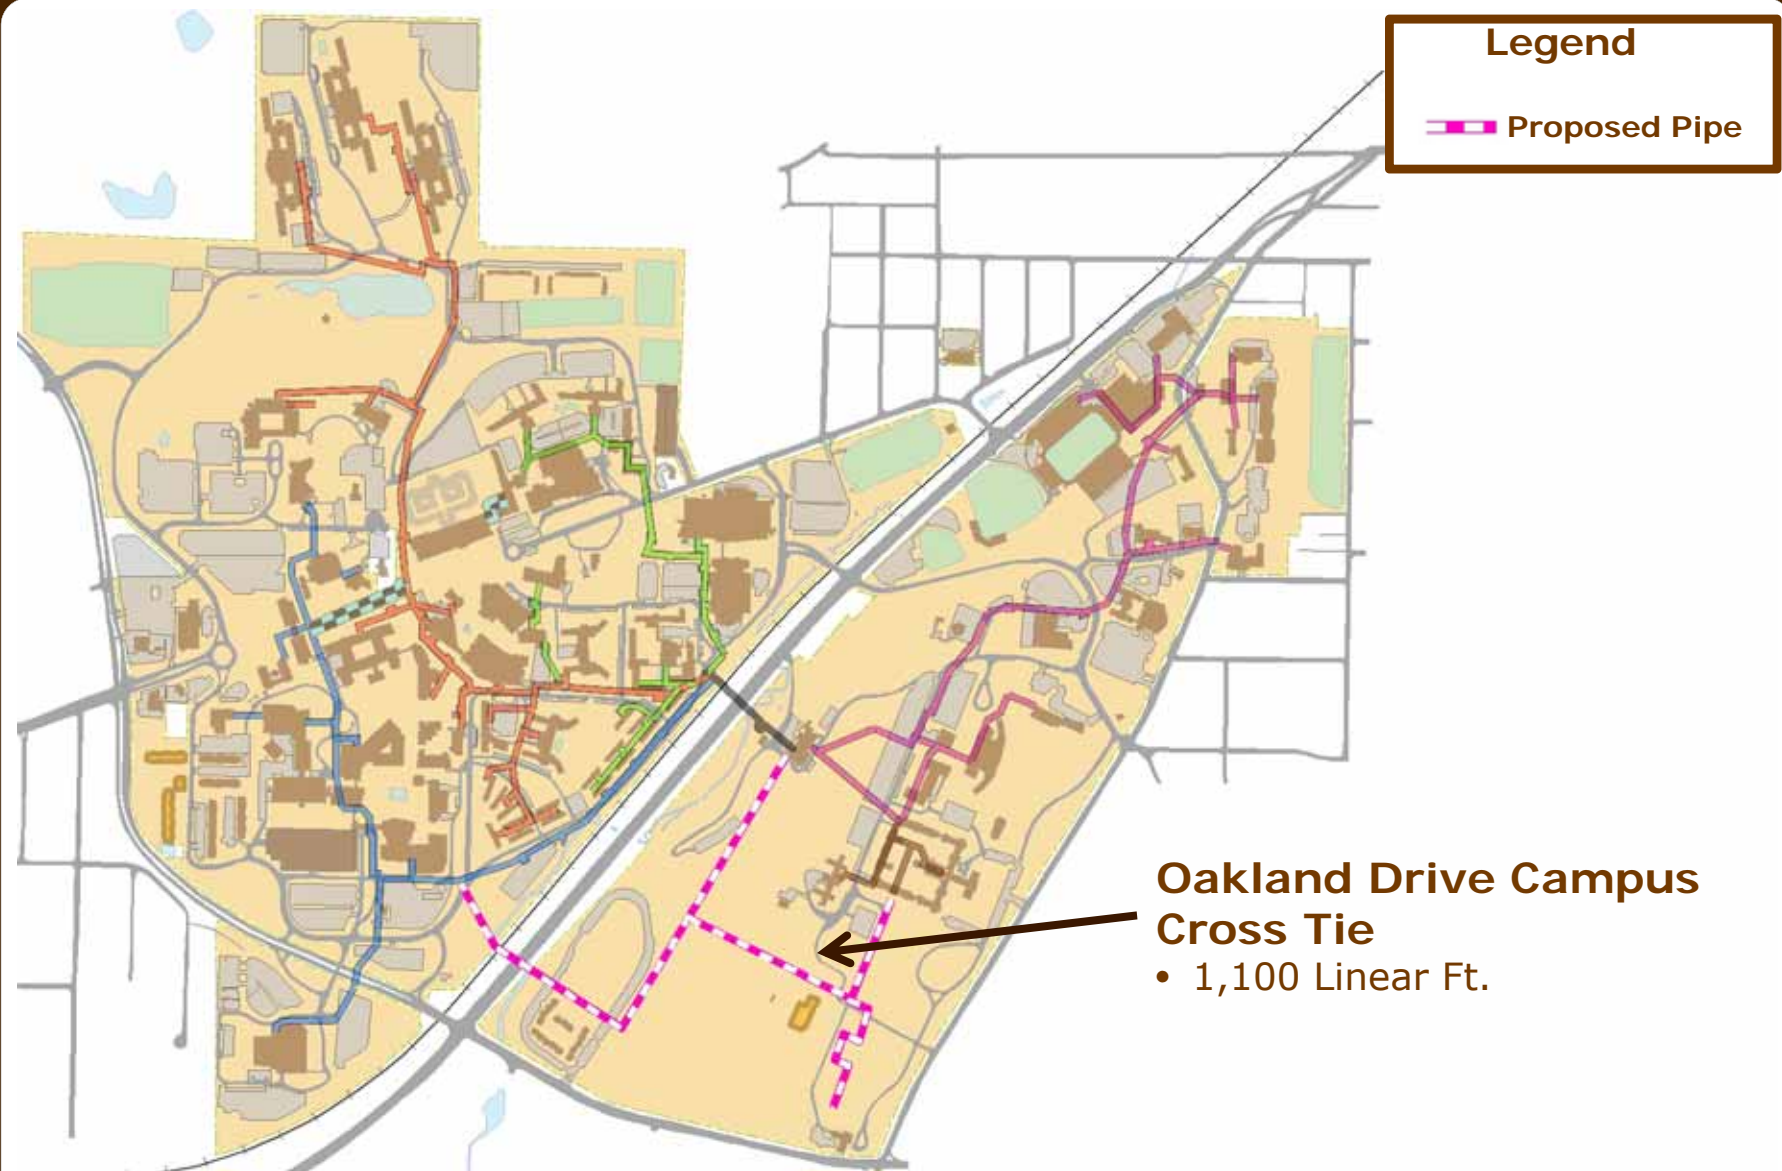 Legend
Proposed Pipe
Oakland Drive Campus
Cross Tie
• 1,100 Linear Ft.